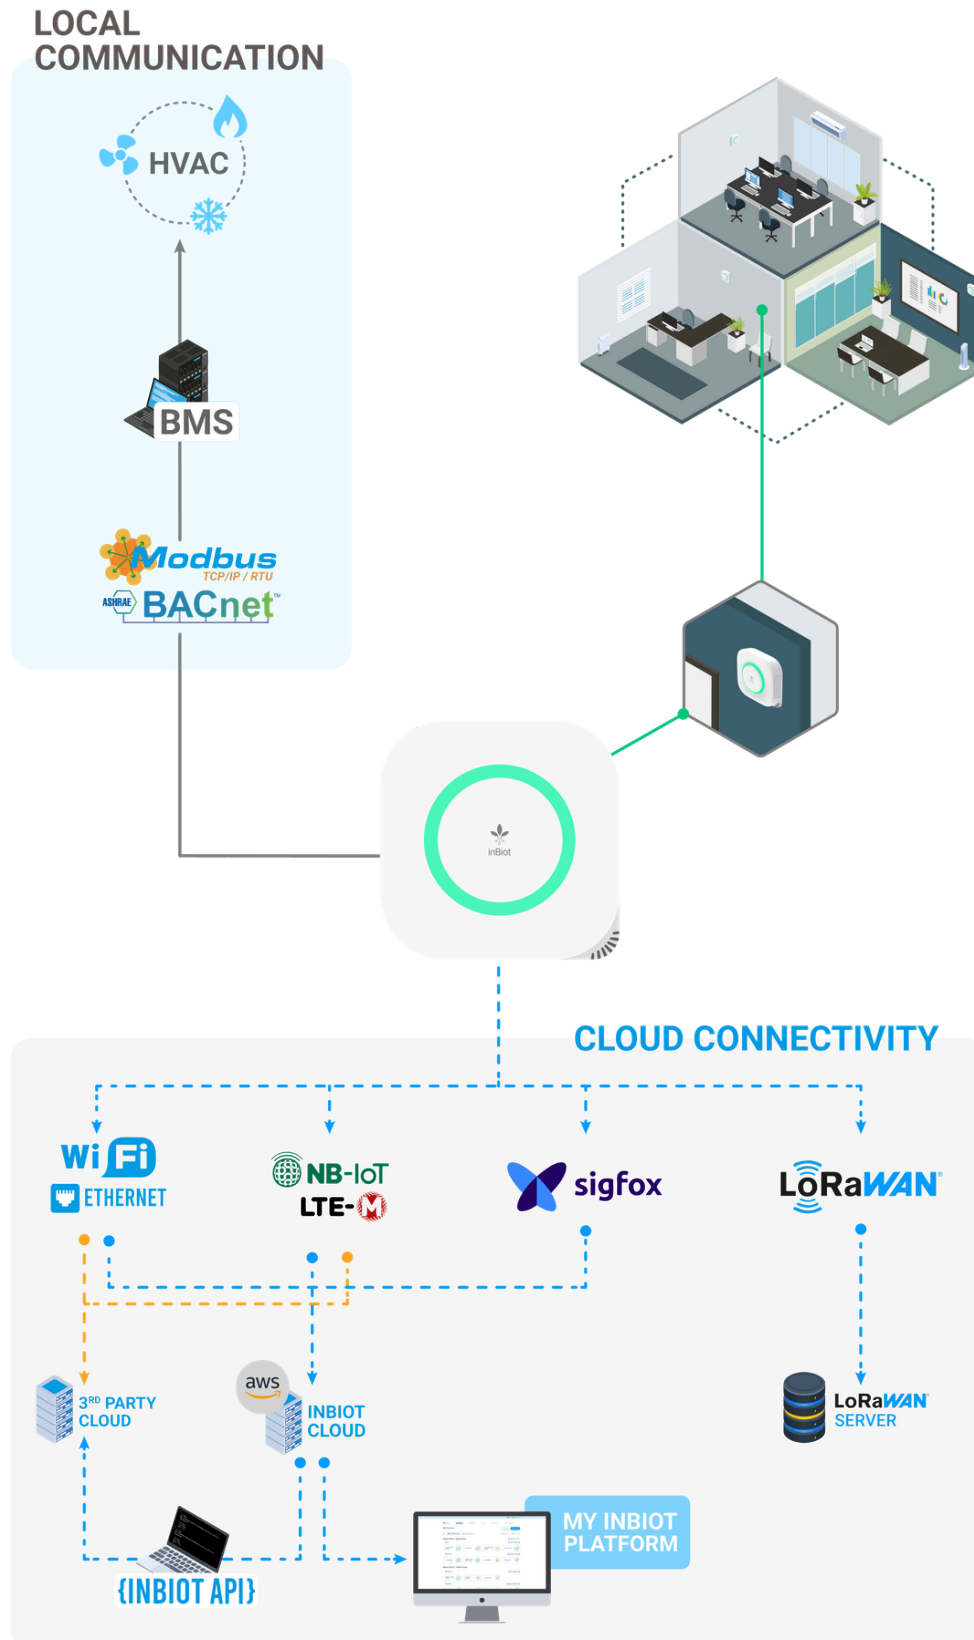 LOCAL
COMMUNICATION
HVAC
BMS
Modbus
TCP/IP / RTU
ASHRAE BACnet™
inBiot
CLOUD CONNECTIVITY
WiFi
ETHERNET
NB-IoT
LTE-M
sigfox
LoRaWAN®
3RD PARTY
CLOUD
aws
INBIOT
CLOUD
LoRaWAN®
SERVER
{INBIOT API}
MY INBIOT
PLATFORM